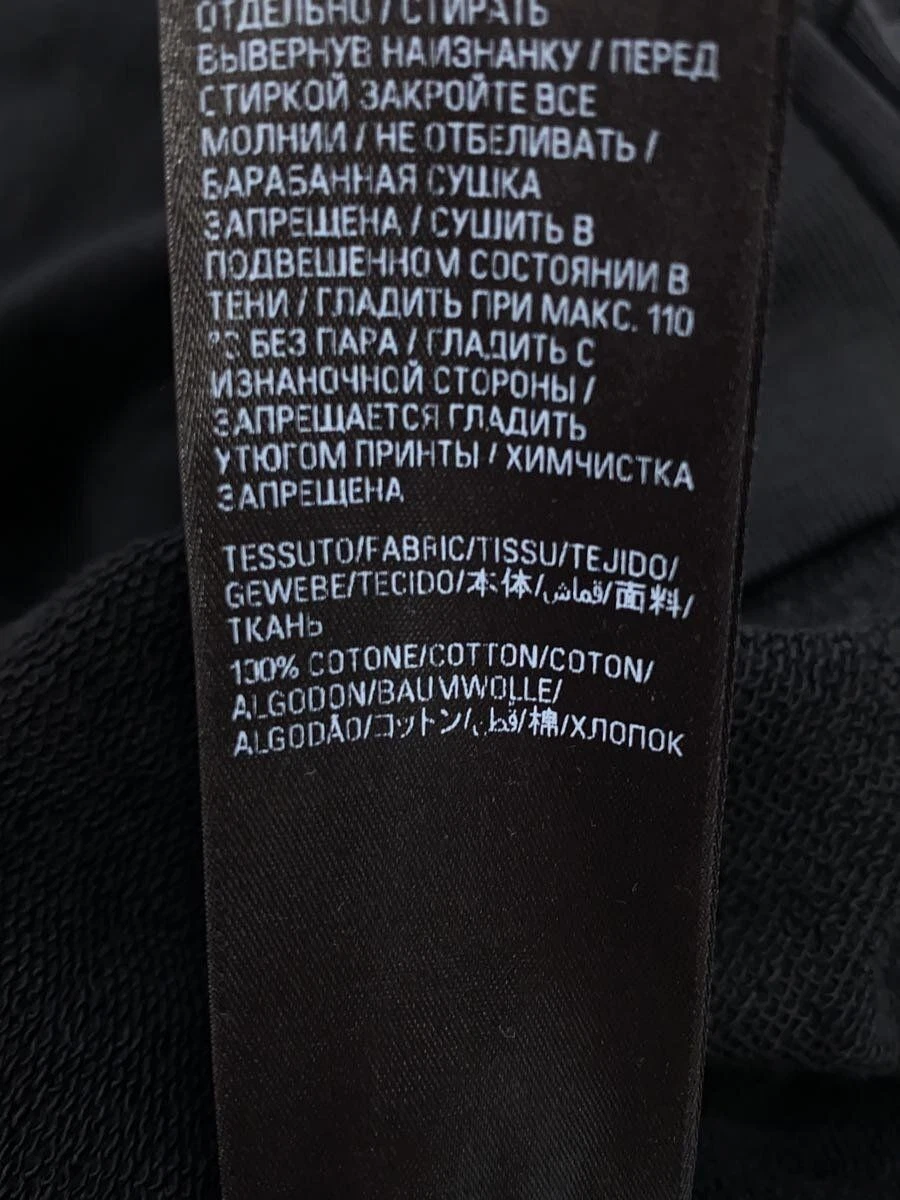 ОТДЕЛЬНО / СТИРАТЬ
ВЫВЕРНУВ НАИЗНАНКУ / ПЕРЕД
СТИРКОЙ ЗАКРОЙТЕ ВСЕ
МОЛНИИ / НЕ ОТБЕЛИВАТЬ /
БАРАБАННАЯ СУШКА
ЗАПРЕЩЕНА / СУШИТЬ В
ПОДВЕШЕННОМ СОСТОЯНИИ В
ТЕНИ / ГЛАДИТЬ ПРИ МАКС. 110
°C БЕЗ ПАРА / ГЛАДИТЬ С
ИЗНАНОЧНОЙ СТОРОНЫ /
ЗАПРЕЩАЕТСЯ ГЛАДИТЬ
УТЮГОМ ПРИНТЫ / ХИМЧИСТКА
ЗАПРЕЩЕНА
TESSUTO/FABRIC/TISSU/TEJIDO/
GEWEBE/TECIDO/本体/قماش/面料/
ТКАНЬ
100% COTONE/COTTON/COTON/
ALGODON/BAUMWOLLE/
ALGODÃO/コットン/قطن/棉/ХЛОПОК